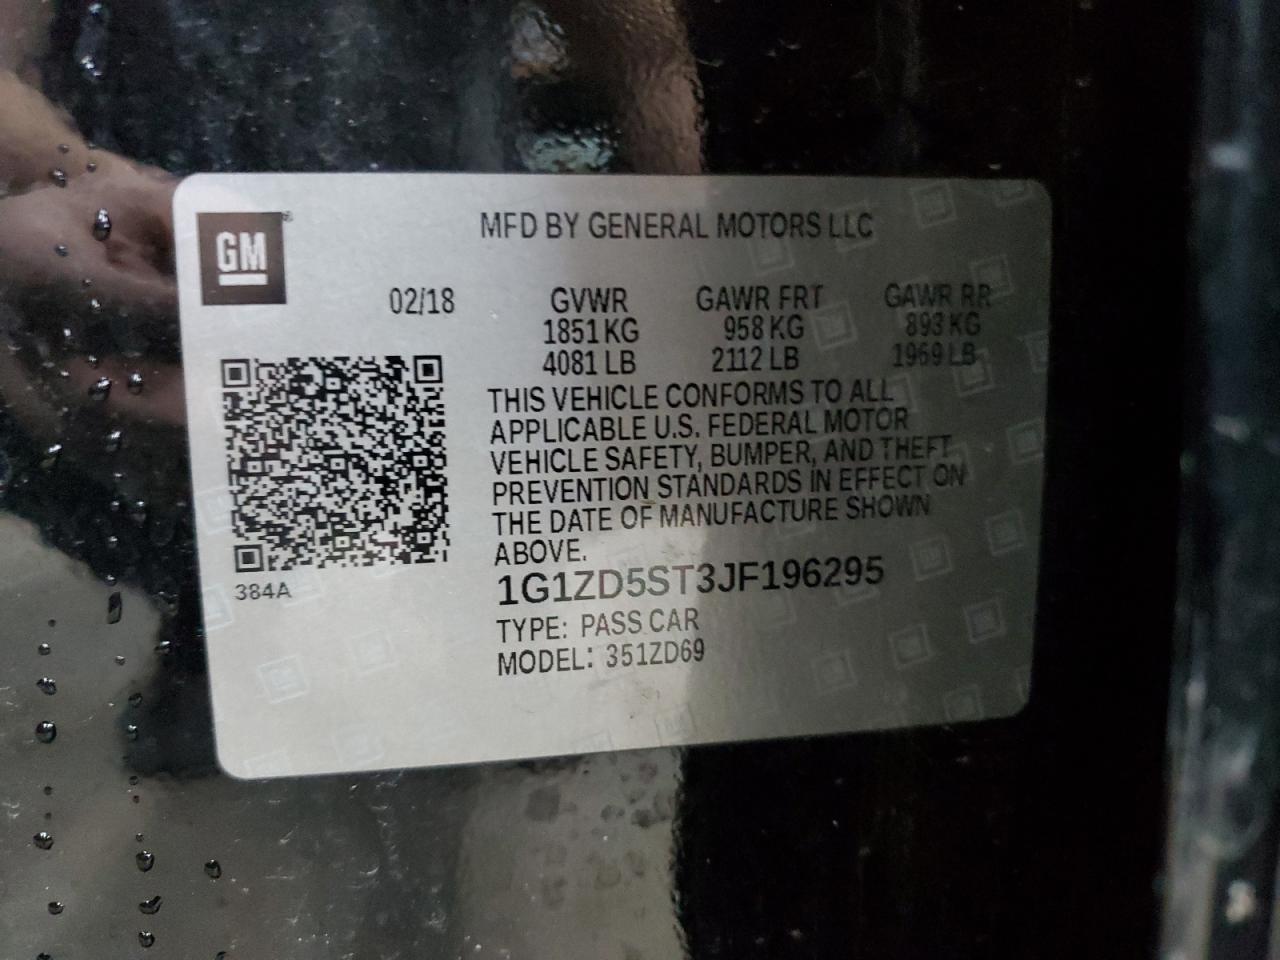 GM
MFD BY GENERAL MOTORS LLC
02/18 GVWR GAWR FRT GAWR RR
1851 KG 958 KG 893 KG
4081 LB 2112 LB 1969 LB
THIS VEHICLE CONFORMS TO ALL
APPLICABLE U.S. FEDERAL MOTOR
VEHICLE SAFETY, BUMPER, AND THEFT
PREVENTION STANDARDS IN EFFECT ON
THE DATE OF MANUFACTURE SHOWN
ABOVE.
384A
1G1ZD5ST3JF196295
TYPE: PASS CAR
MODEL: 351ZD69